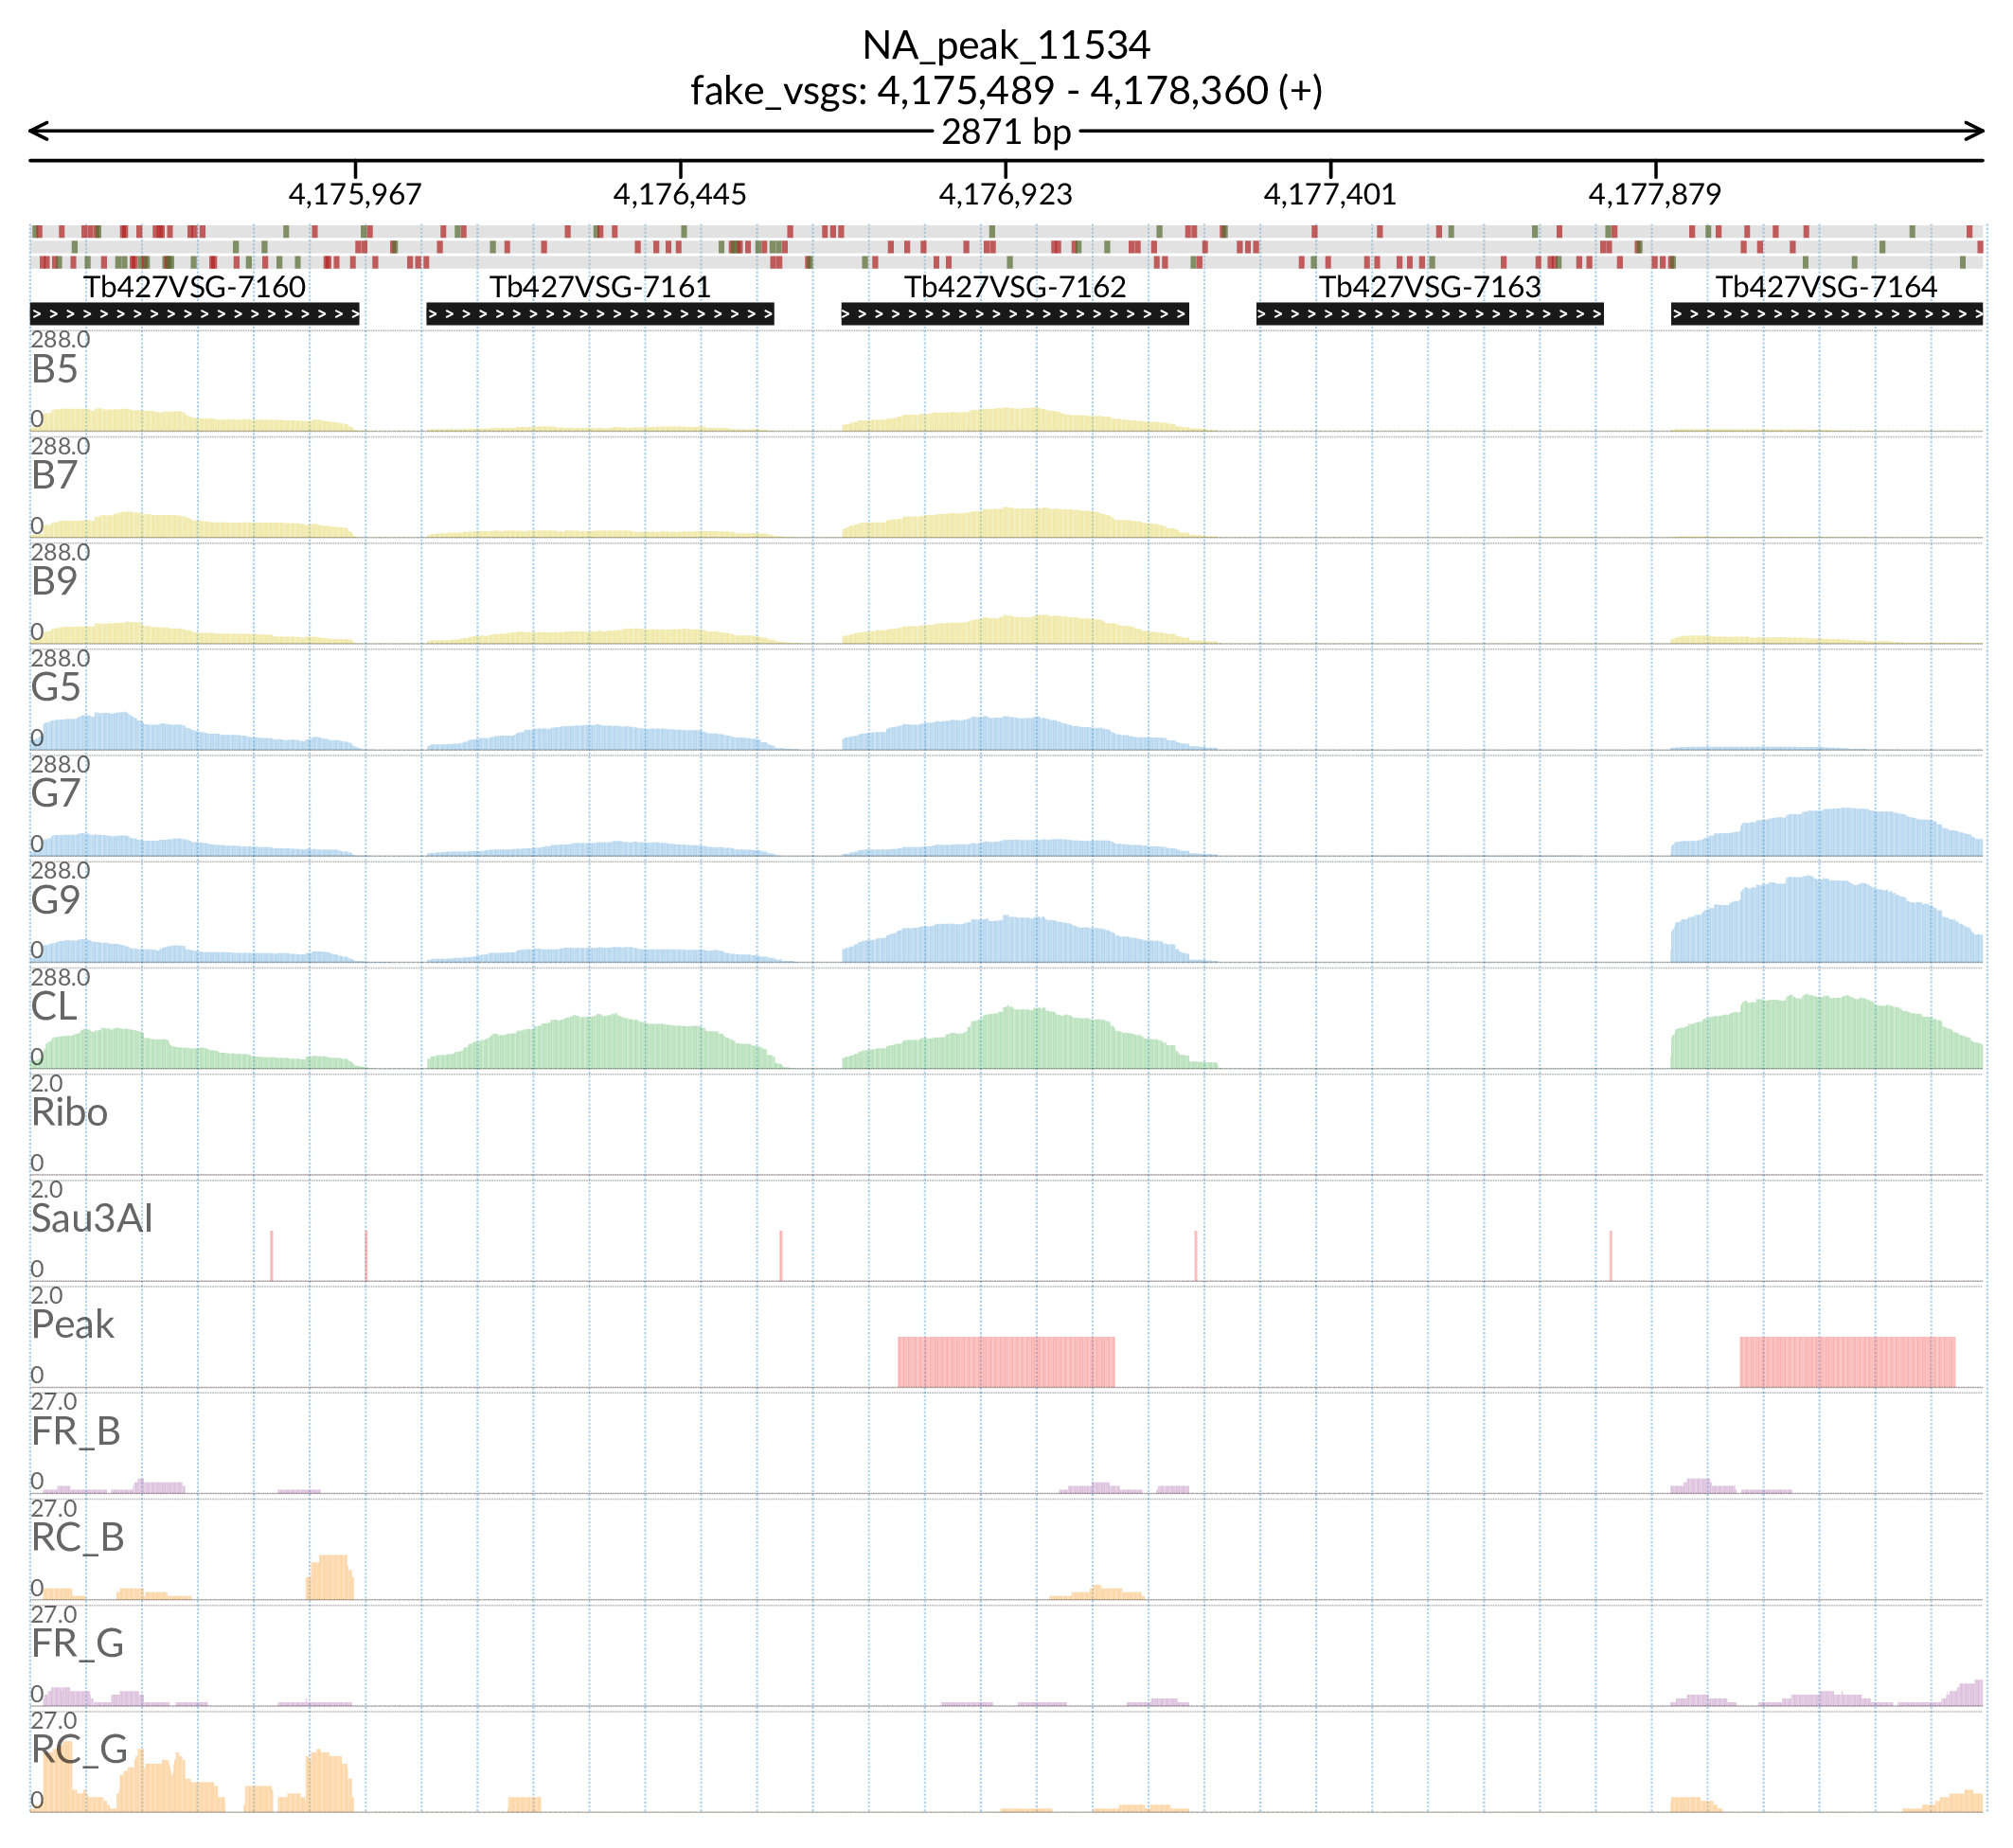 NA_peak_11534
fake_vsgs: 4,175,489 - 4,178,360 (+)
2871 bp
4,175,967 4,176,445 4,176,923 4,177,401 4,177,879
Tb427VSG-7160 Tb427VSG-7161 Tb427VSG-7162 Tb427VSG-7163 Tb427VSG-7164
288.0
B5
0
288.0
B7
0
288.0
B9
0
288.0
G5
0
288.0
G7
0
288.0
G9
0
288.0
CL
0
2.0
Ribo
0
2.0
Sau3AI
0
2.0
Peak
0
27.0
FR_B
0
27.0
RC_B
0
27.0
FR_G
0
27.0
RC_G
0